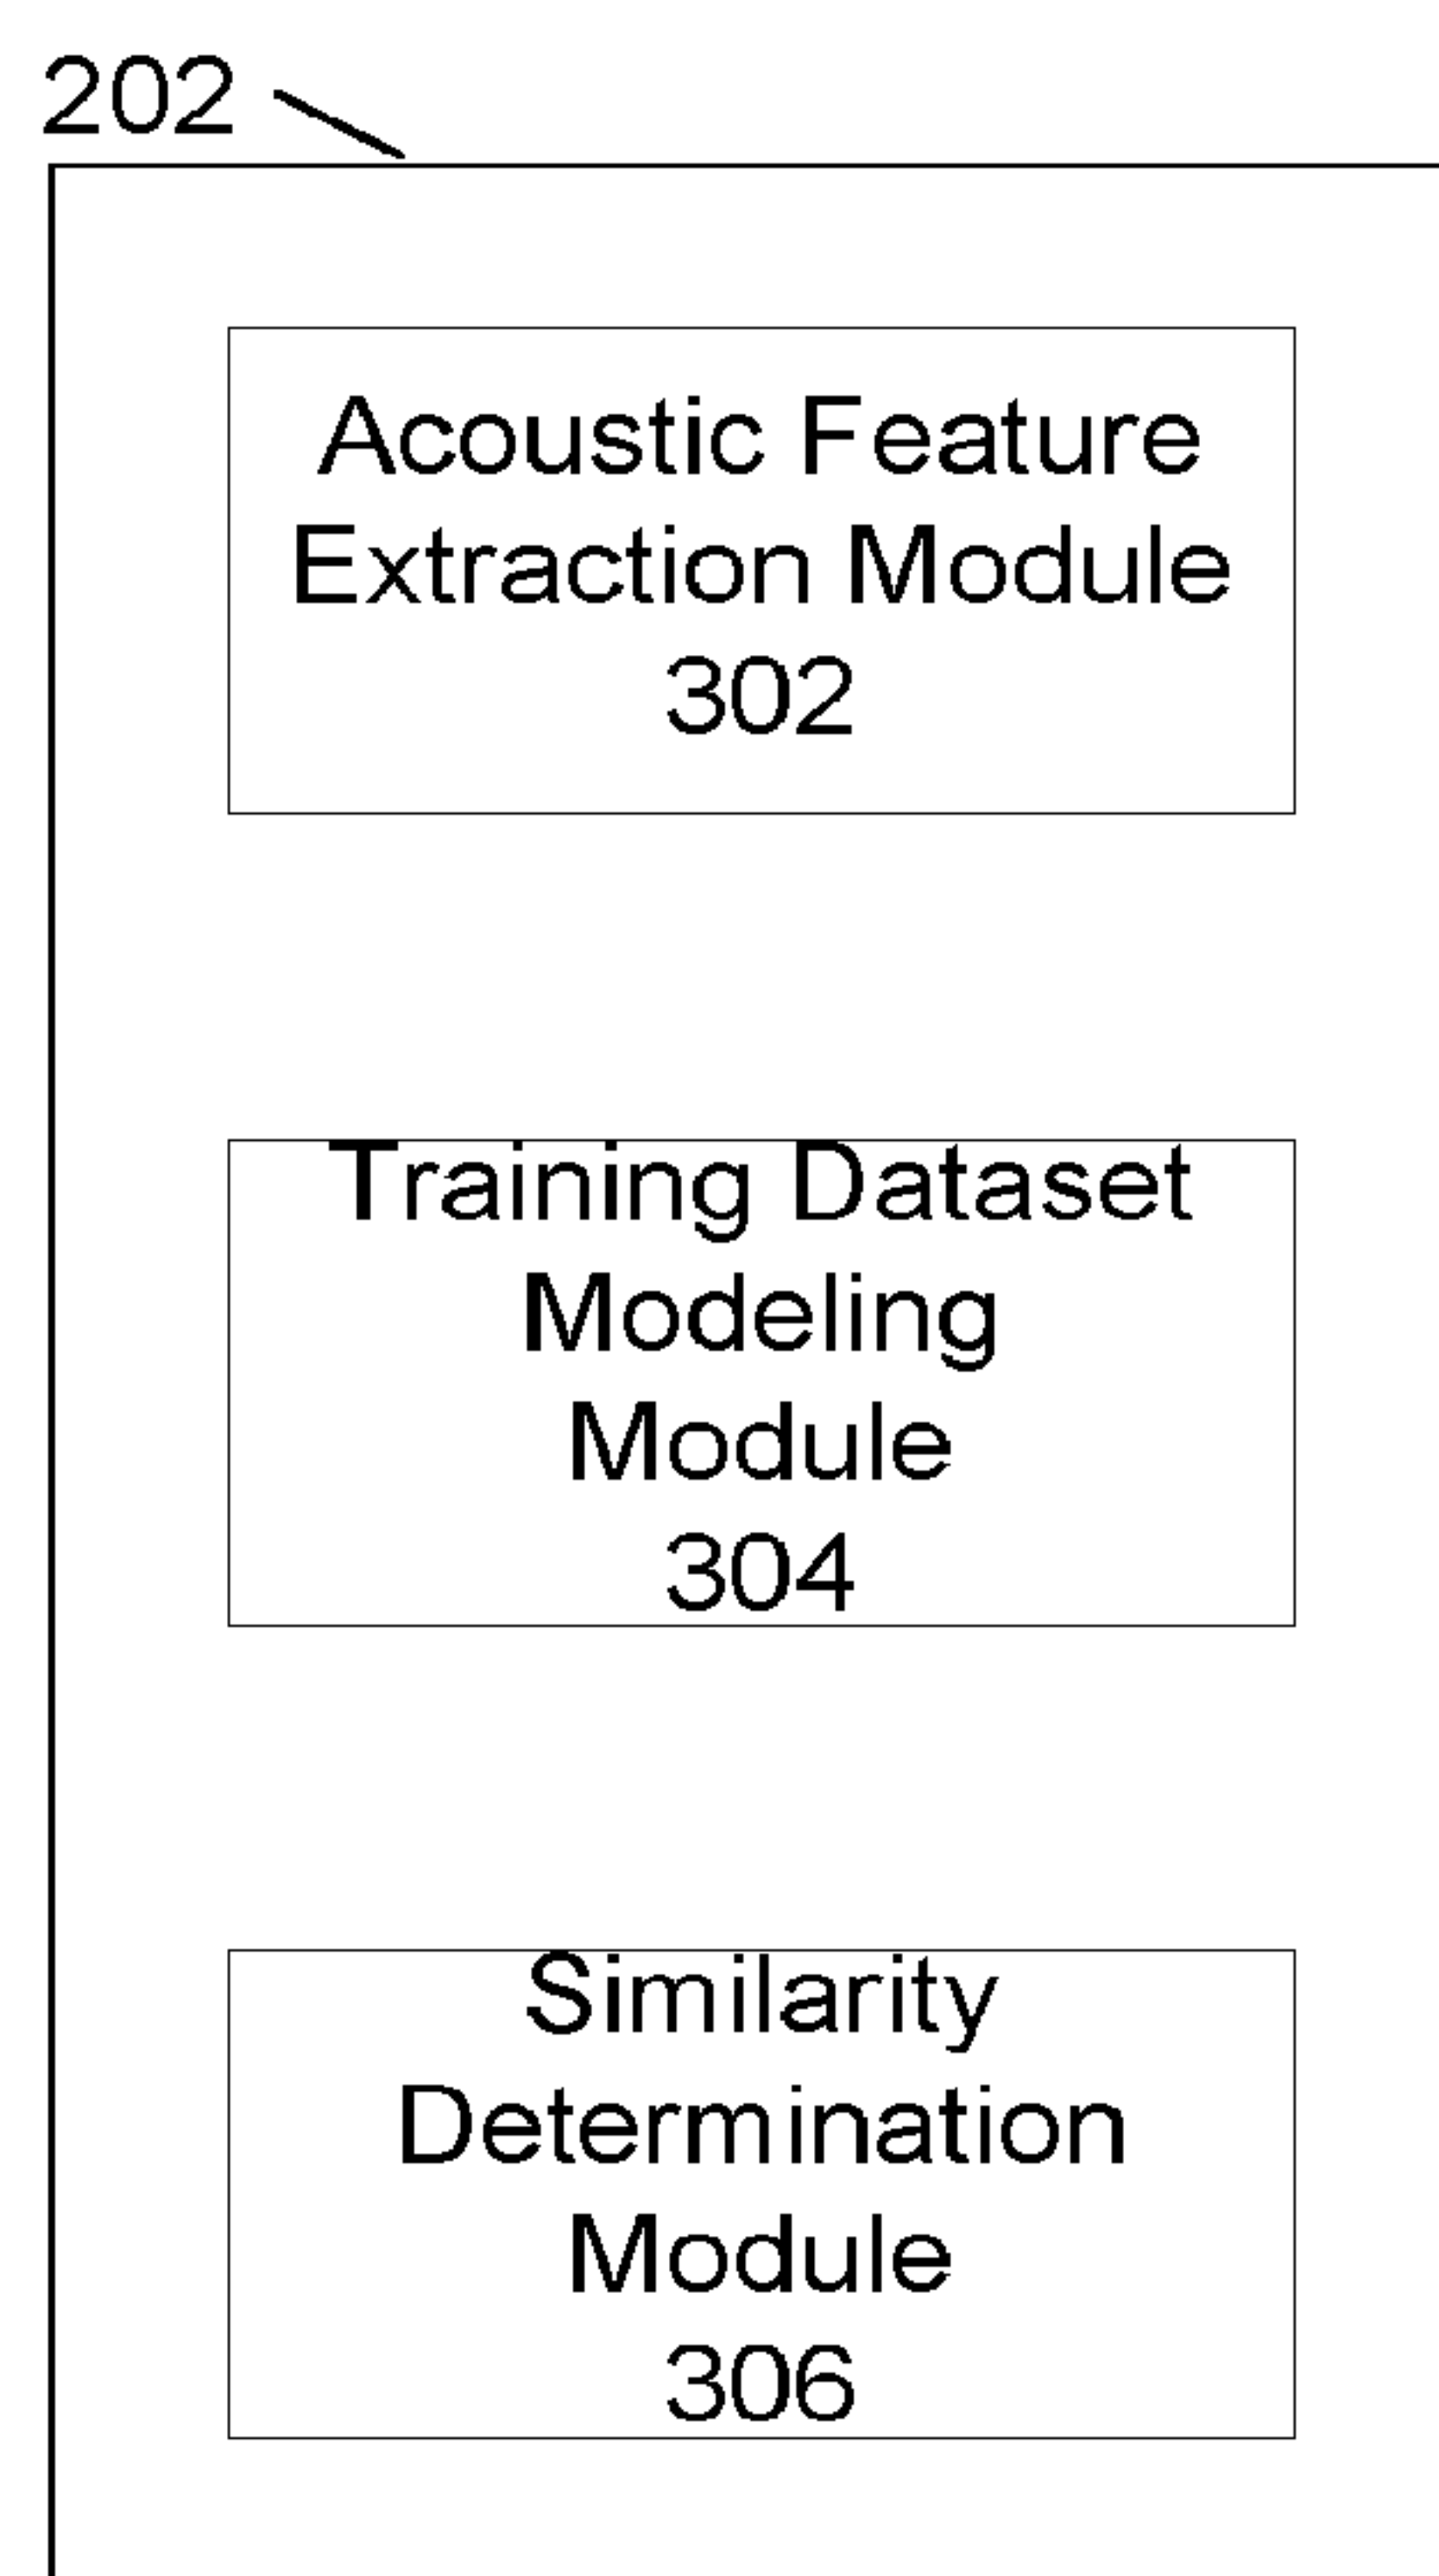 202
Acoustic Feature
Extraction Module
302
Training Dataset
Modeling
Module
304
Similarity
Determination
Module
306